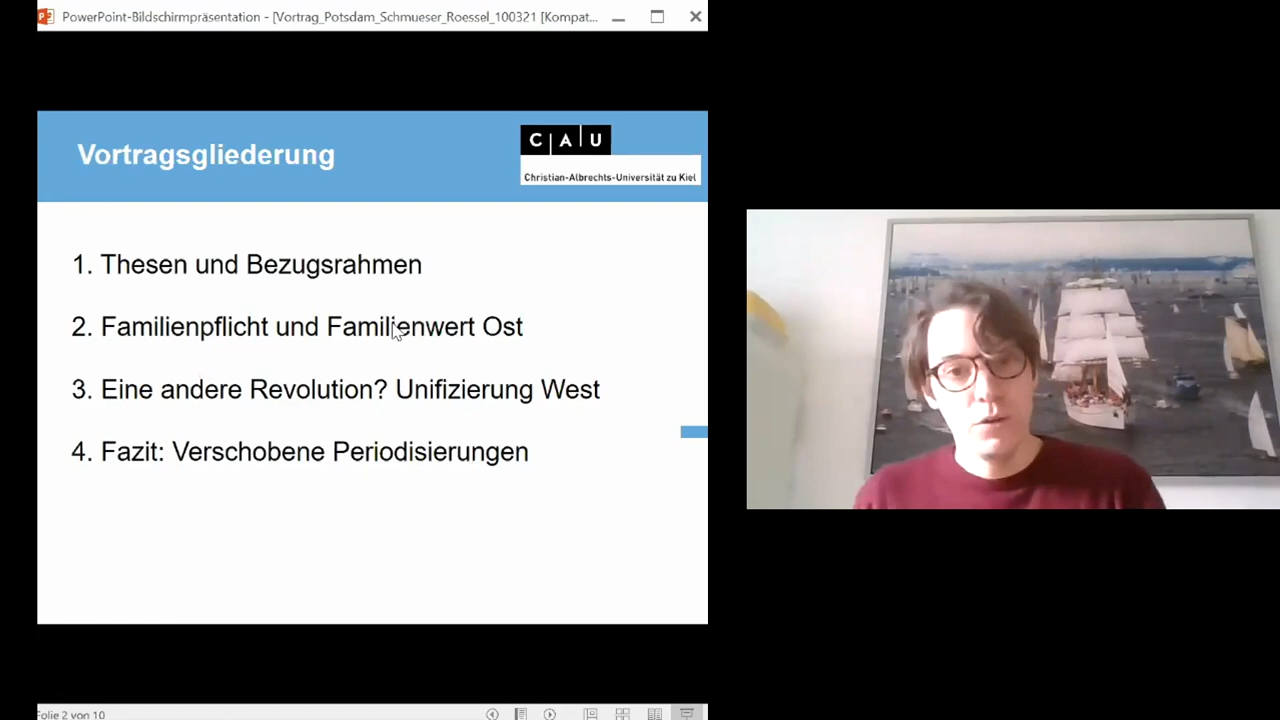 PowerPoint-Bildschirmpräsentation - [Vortrag_Potsdam_Schmueser_Roessel_100321 [Kompat...
Vortragsgliederung
CAU
Christian-Albrechts-Universität zu Kiel
1. Thesen und Bezugsrahmen
2. Familienpflicht und Familienwert Ost
3. Eine andere Revolution? Unifizierung West
4. Fazit: Verschobene Periodisierungen
Folie 2 von 10